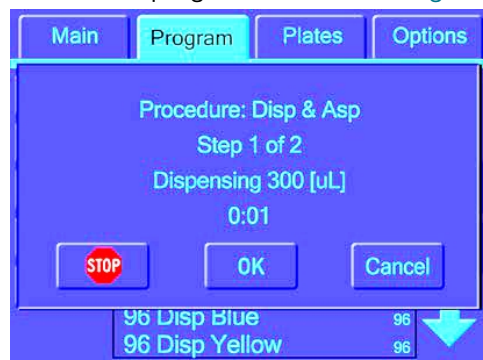 Main Program Plates Options
Procedure: Disp & Asp
Step 1 of 2
Dispensing 300 [uL]
0:01
STOP OK Cancel
96 Disp Blue 96
96 Disp Yellow 96